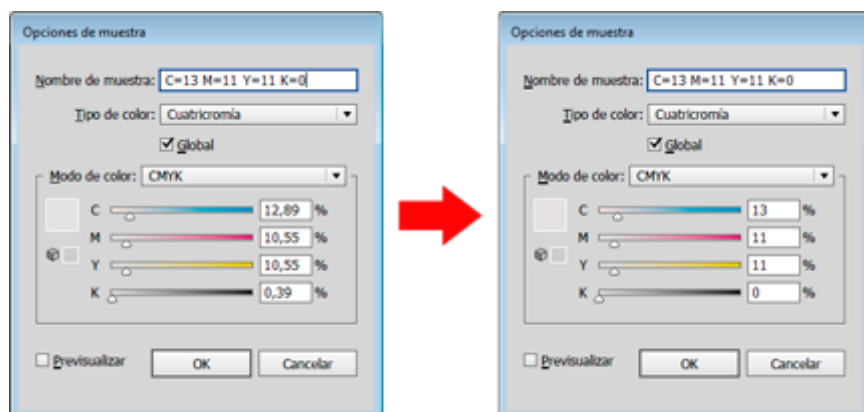 Opciones de muestra
Nombre de muestra: C=13 M=11 Y=11 K=0
Tipo de color: Cuatricromía
Global
Modo de color: CMYK
C 12,89 %
M 10,55 %
Y 10,55 %
K 0,39 %
Previsualizar OK Cancelar
Opciones de muestra
Nombre de muestra: C=13 M=11 Y=11 K=0
Tipo de color: Cuatricromía
Global
Modo de color: CMYK
C 13 %
M 11 %
Y 11 %
K 0 %
Previsualizar OK Cancelar